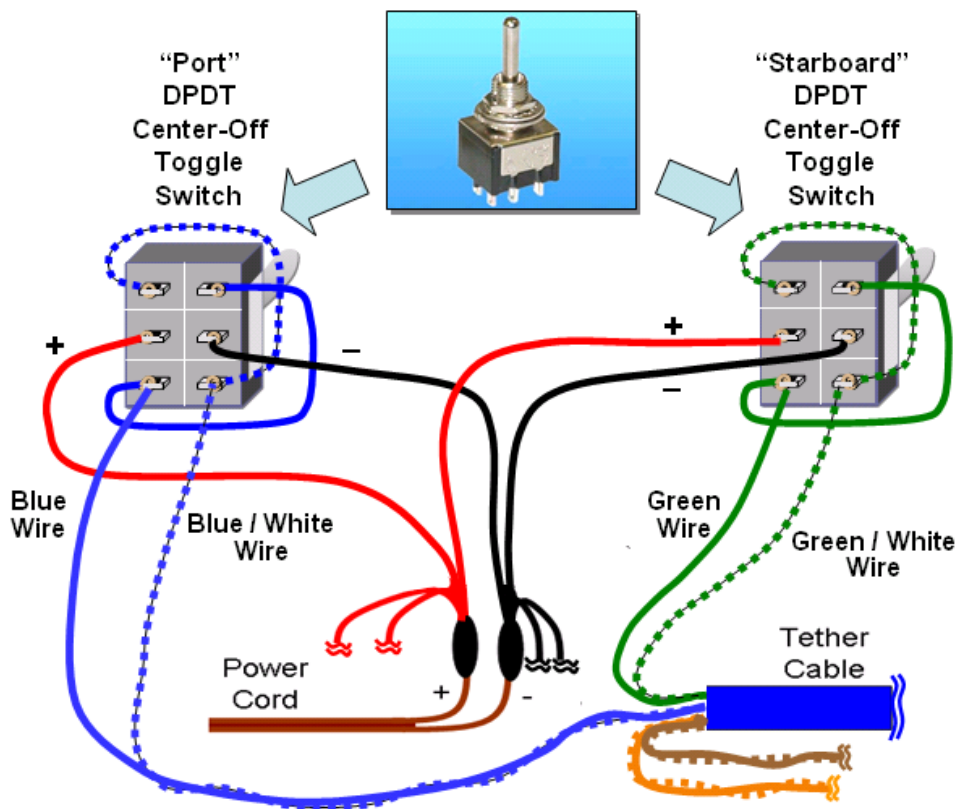 “Port”
DPDT
Center-Off
Toggle
Switch
“Starboard”
DPDT
Center-Off
Toggle
Switch
+
–
+
–
Blue
Wire
Blue / White
Wire
Green
Wire
Green / White
Wire
Power
Cord
+
-
Tether
Cable